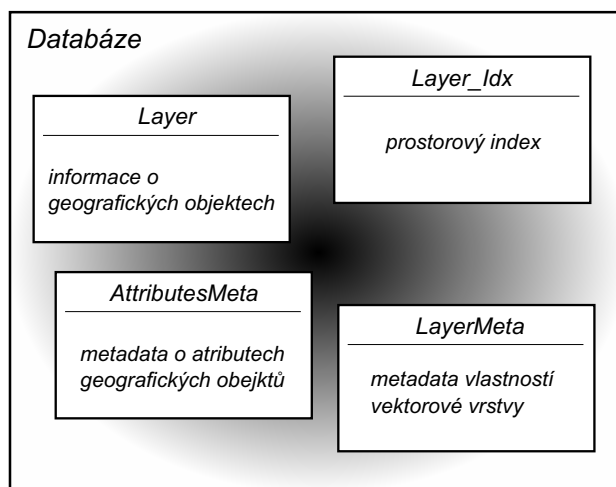 Databáze
Layer_Idx
prostorový index
Layer
informace o
geografických objektech
AttributesMeta
metadata o atributech
geografických obejktů
LayerMeta
metadata vlastností
vektorové vrstvy